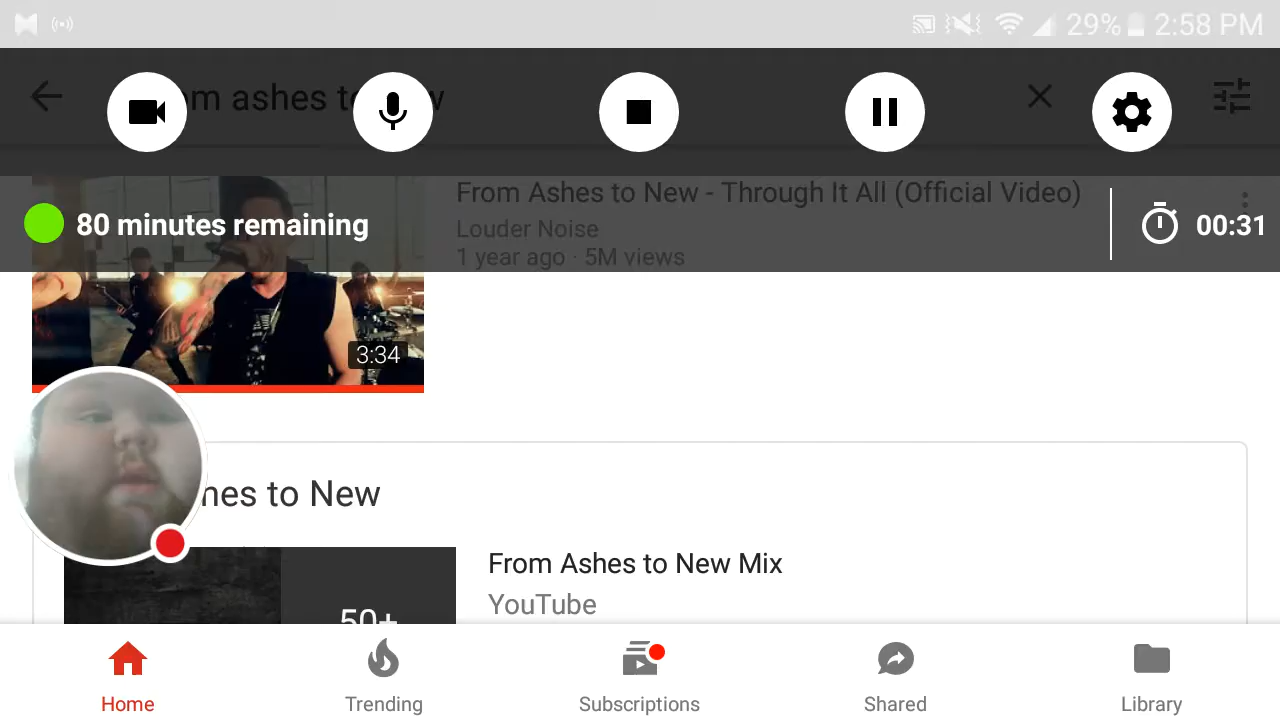 29% 2:58 PM
om ashes to w
80 minutes remaining
00:31
From Ashes to New - Through It All (Official Video)
Louder Noise
1 year ago · 5M views
3:34
hes to New
50+
From Ashes to New Mix
YouTube
Home
Trending
Subscriptions
Shared
Library